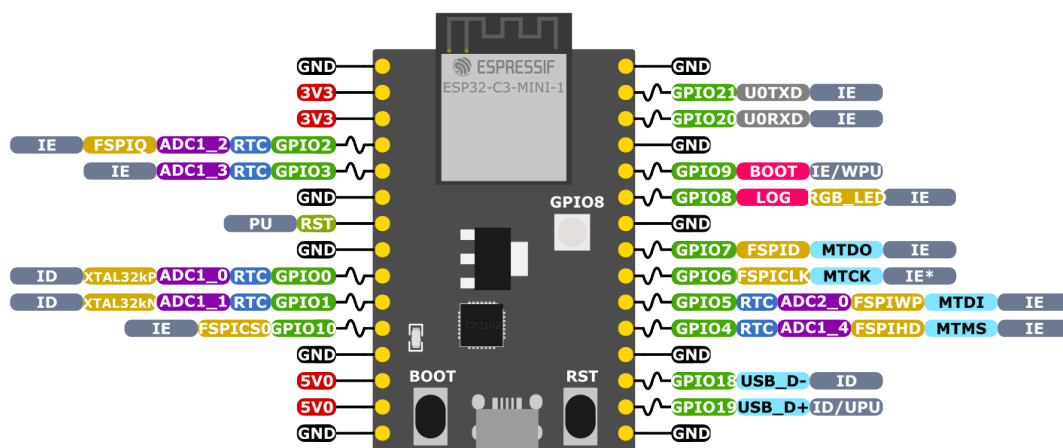 ESPRESSIF
ESP32-C3-MINI-1
GND
3V3
3V3
IE FSPIQ ADC1_2 RTC GPIO2
IE ADC1_3 RTC GPIO3
GND
PU RST
GND
ID XTAL32kP ADC1_0 RTC GPIO0
ID XTAL32kN ADC1_1 RTC GPIO1
IE FSPICS0 GPIO10
GND
5V0
5V0
GND
GPIO8
CP2102
BOOT
RST
GND
GPIO21 U0TXD IE
GPIO20 U0RXD IE
GND
GPIO9 BOOT IE/WPU
GPIO8 LOG RGB_LED IE
GND
GPIO7 FSPID MTDO IE
GPIO6 FSPICLK MTCK IE*
GPIO5 RTC ADC2_0 FSPIWP MTDI IE
GPIO4 RTC ADC1_4 FSPIHD MTMS IE
GND
GPIO18 USB_D- ID
GPIO19 USB_D+ ID/UPU
GND